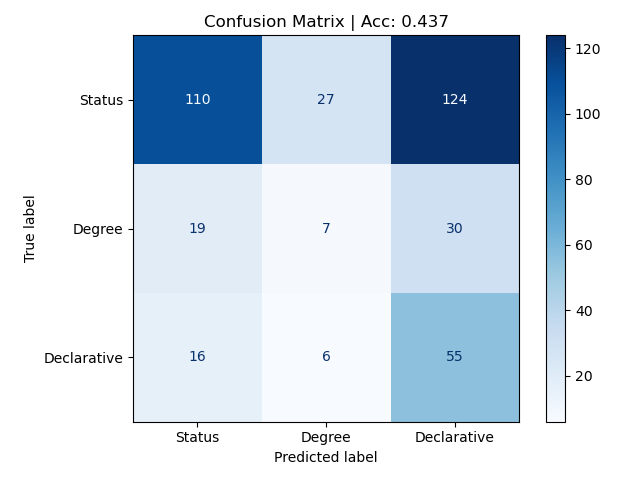 Confusion Matrix | Acc: 0.437
Status
110 27 124
Degree
19 7 30
Declarative
16 6 55
Status Degree Declarative
Predicted label
True label
120
100
80
60
40
20